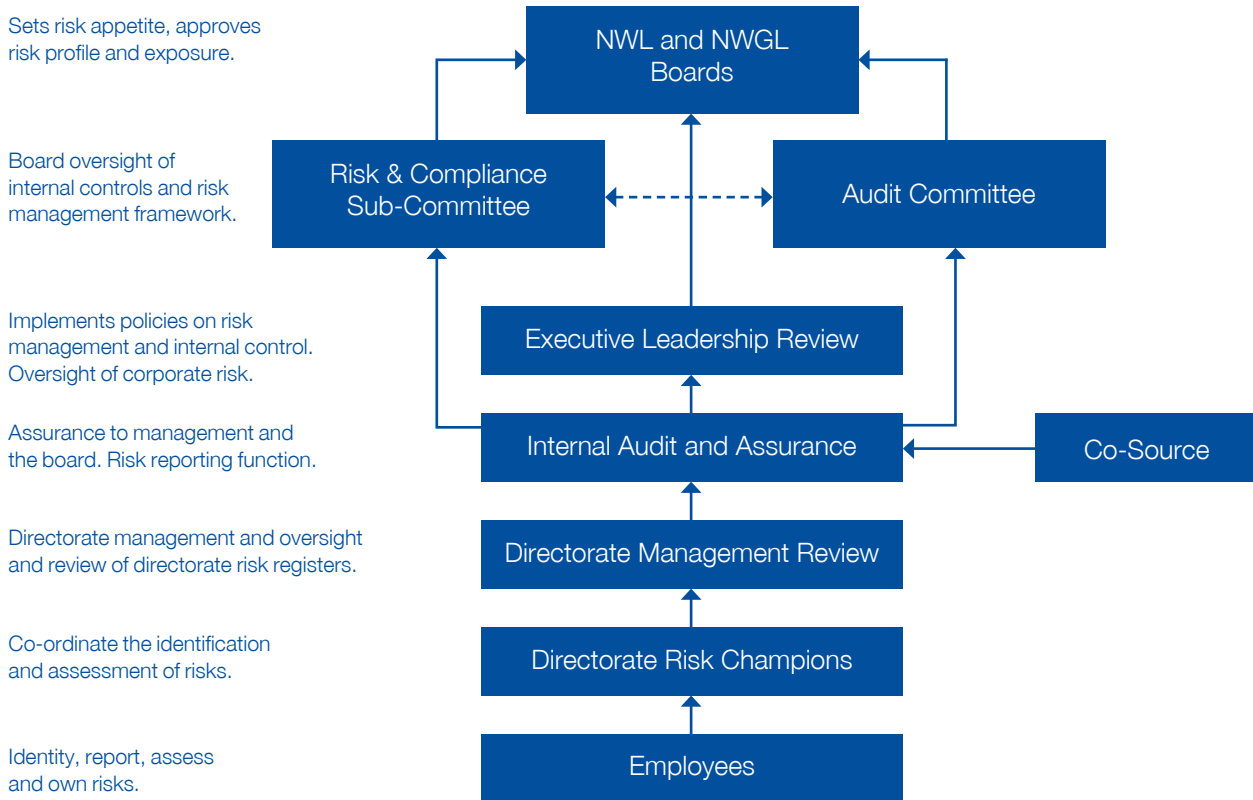 Sets risk appetite, approves
risk profile and exposure.
NWL and NWGL
Boards
Board oversight of
internal controls and risk
management framework.
Risk & Compliance
Sub-Committee
Audit Committee
Implements policies on risk
management and internal control.
Oversight of corporate risk.
Executive Leadership Review
Assurance to management and
the board. Risk reporting function.
Internal Audit and Assurance
Co-Source
Directorate management and oversight
and review of directorate risk registers.
Directorate Management Review
Co-ordinate the identification
and assessment of risks.
Directorate Risk Champions
Identity, report, assess
and own risks.
Employees